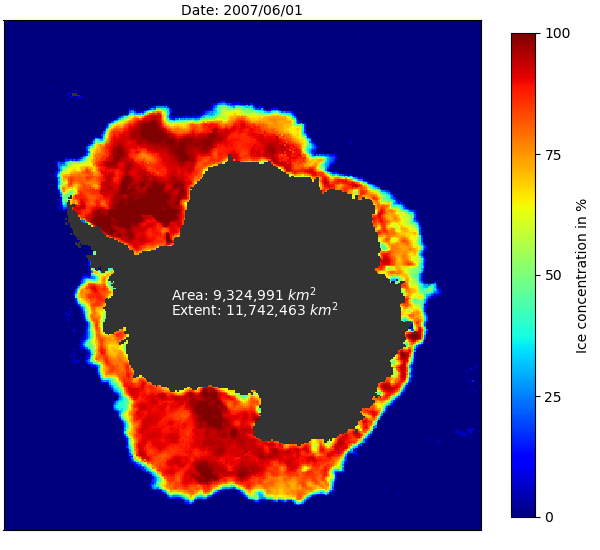 Date: 2007/06/01
100
75
50
25
0
Ice concentration in %
Area: 9,324,991 km²
Extent: 11,742,463 km²